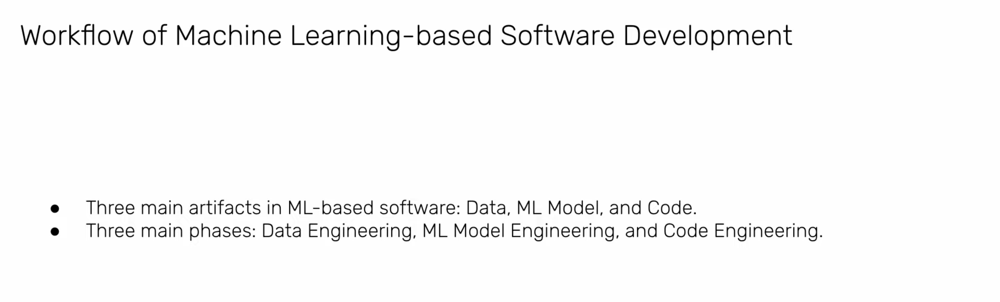 Workflow of Machine Learning-based Software Development
● Three main artifacts in ML-based software: Data, ML Model, and Code.
● Three main phases: Data Engineering, ML Model Engineering, and Code Engineering.